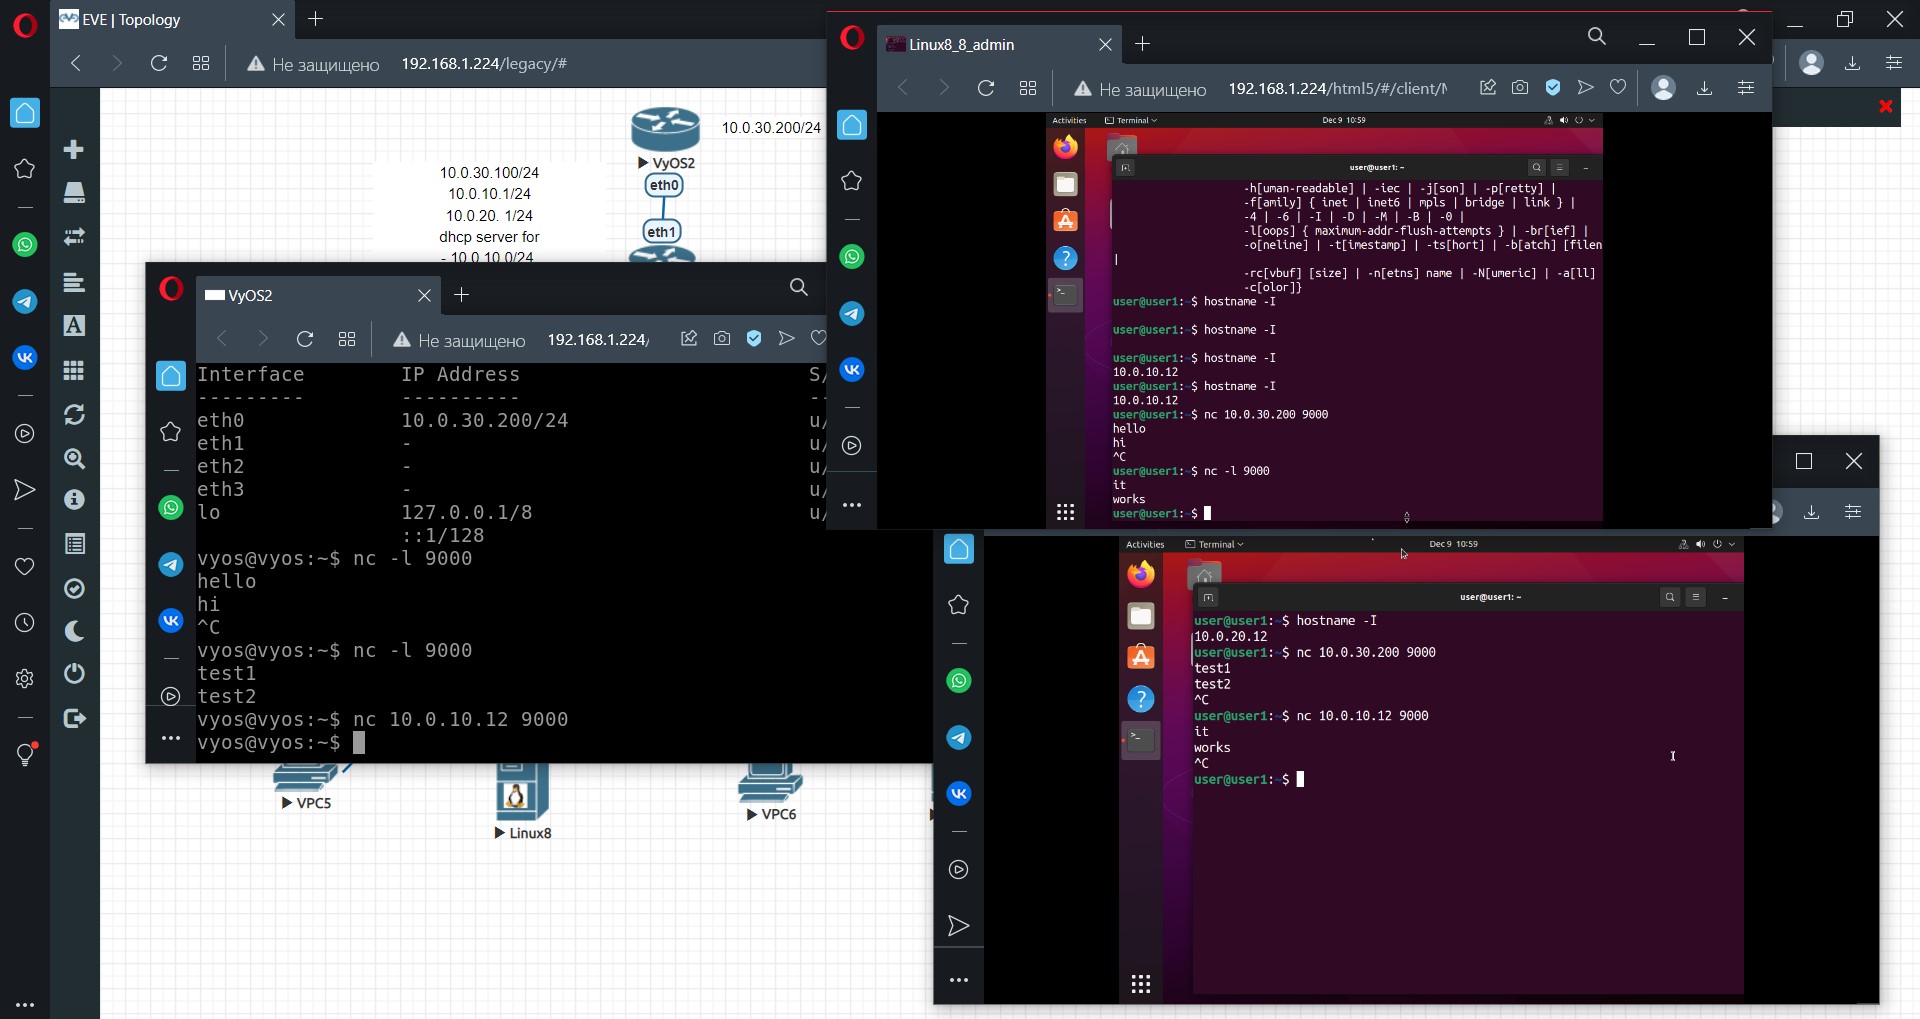 EVE | Topology
Не защищено 192.168.1.224/legacy/#
10.0.30.200/24
VyOS2
eth0
eth1
10.0.30.100/24
10.0.10.1/24
10.0.20. 1/24
dhcp server for
- 10.0.10.0/24
VyOS2
Не защищено 192.168.1.224/
Interface IP Address S/
--------- ---------- --
eth0 10.0.30.200/24 u/
eth1 - u/
eth2 - u/
eth3 - u/
lo 127.0.0.1/8 u/
::1/128
vyos@vyos:~$ nc -l 9000
hello
hi
^C
vyos@vyos:~$ nc -l 9000
test1
test2
vyos@vyos:~$ nc 10.0.10.12 9000
vyos@vyos:~$
VPC5
Linux8
VPC6
Linux8_8_admin
Не защищено 192.168.1.224/html5/#/client/
Activities Terminal Dec 9 10:59
user@user1: ~
-h[uman-readable] | -iec | -j[son] | -p[retty] |
-f[amily] { inet | inet6 | mpls | bridge | link } |
-4 | -6 | -I | -D | -M | -B | -0 |
-l[oops] { maximum-addr-flush-attempts } | -br[ief] |
-o[neline] | -t[imestamp] | -ts[hort] | -b[atch] [filen
|
-rc[vbuf] [size] | -n[etns] name | -N[umeric] | -a[ll]
-c[olor]}
user@user1:~$ hostname -I
user@user1:~$ hostname -I
user@user1:~$ hostname -I
10.0.10.12
user@user1:~$ hostname -I
10.0.10.12
user@user1:~$ nc 10.0.30.200 9000
hello
hi
^C
user@user1:~$ nc -l 9000
it
works
user@user1:~$
Activities Terminal Dec 9 10:59
user@user1: ~
user@user1:~$ hostname -I
10.0.20.12
user@user1:~$ nc 10.0.30.200 9000
test1
test2
^C
user@user1:~$ nc 10.0.10.12 9000
it
works
^C
user@user1:~$